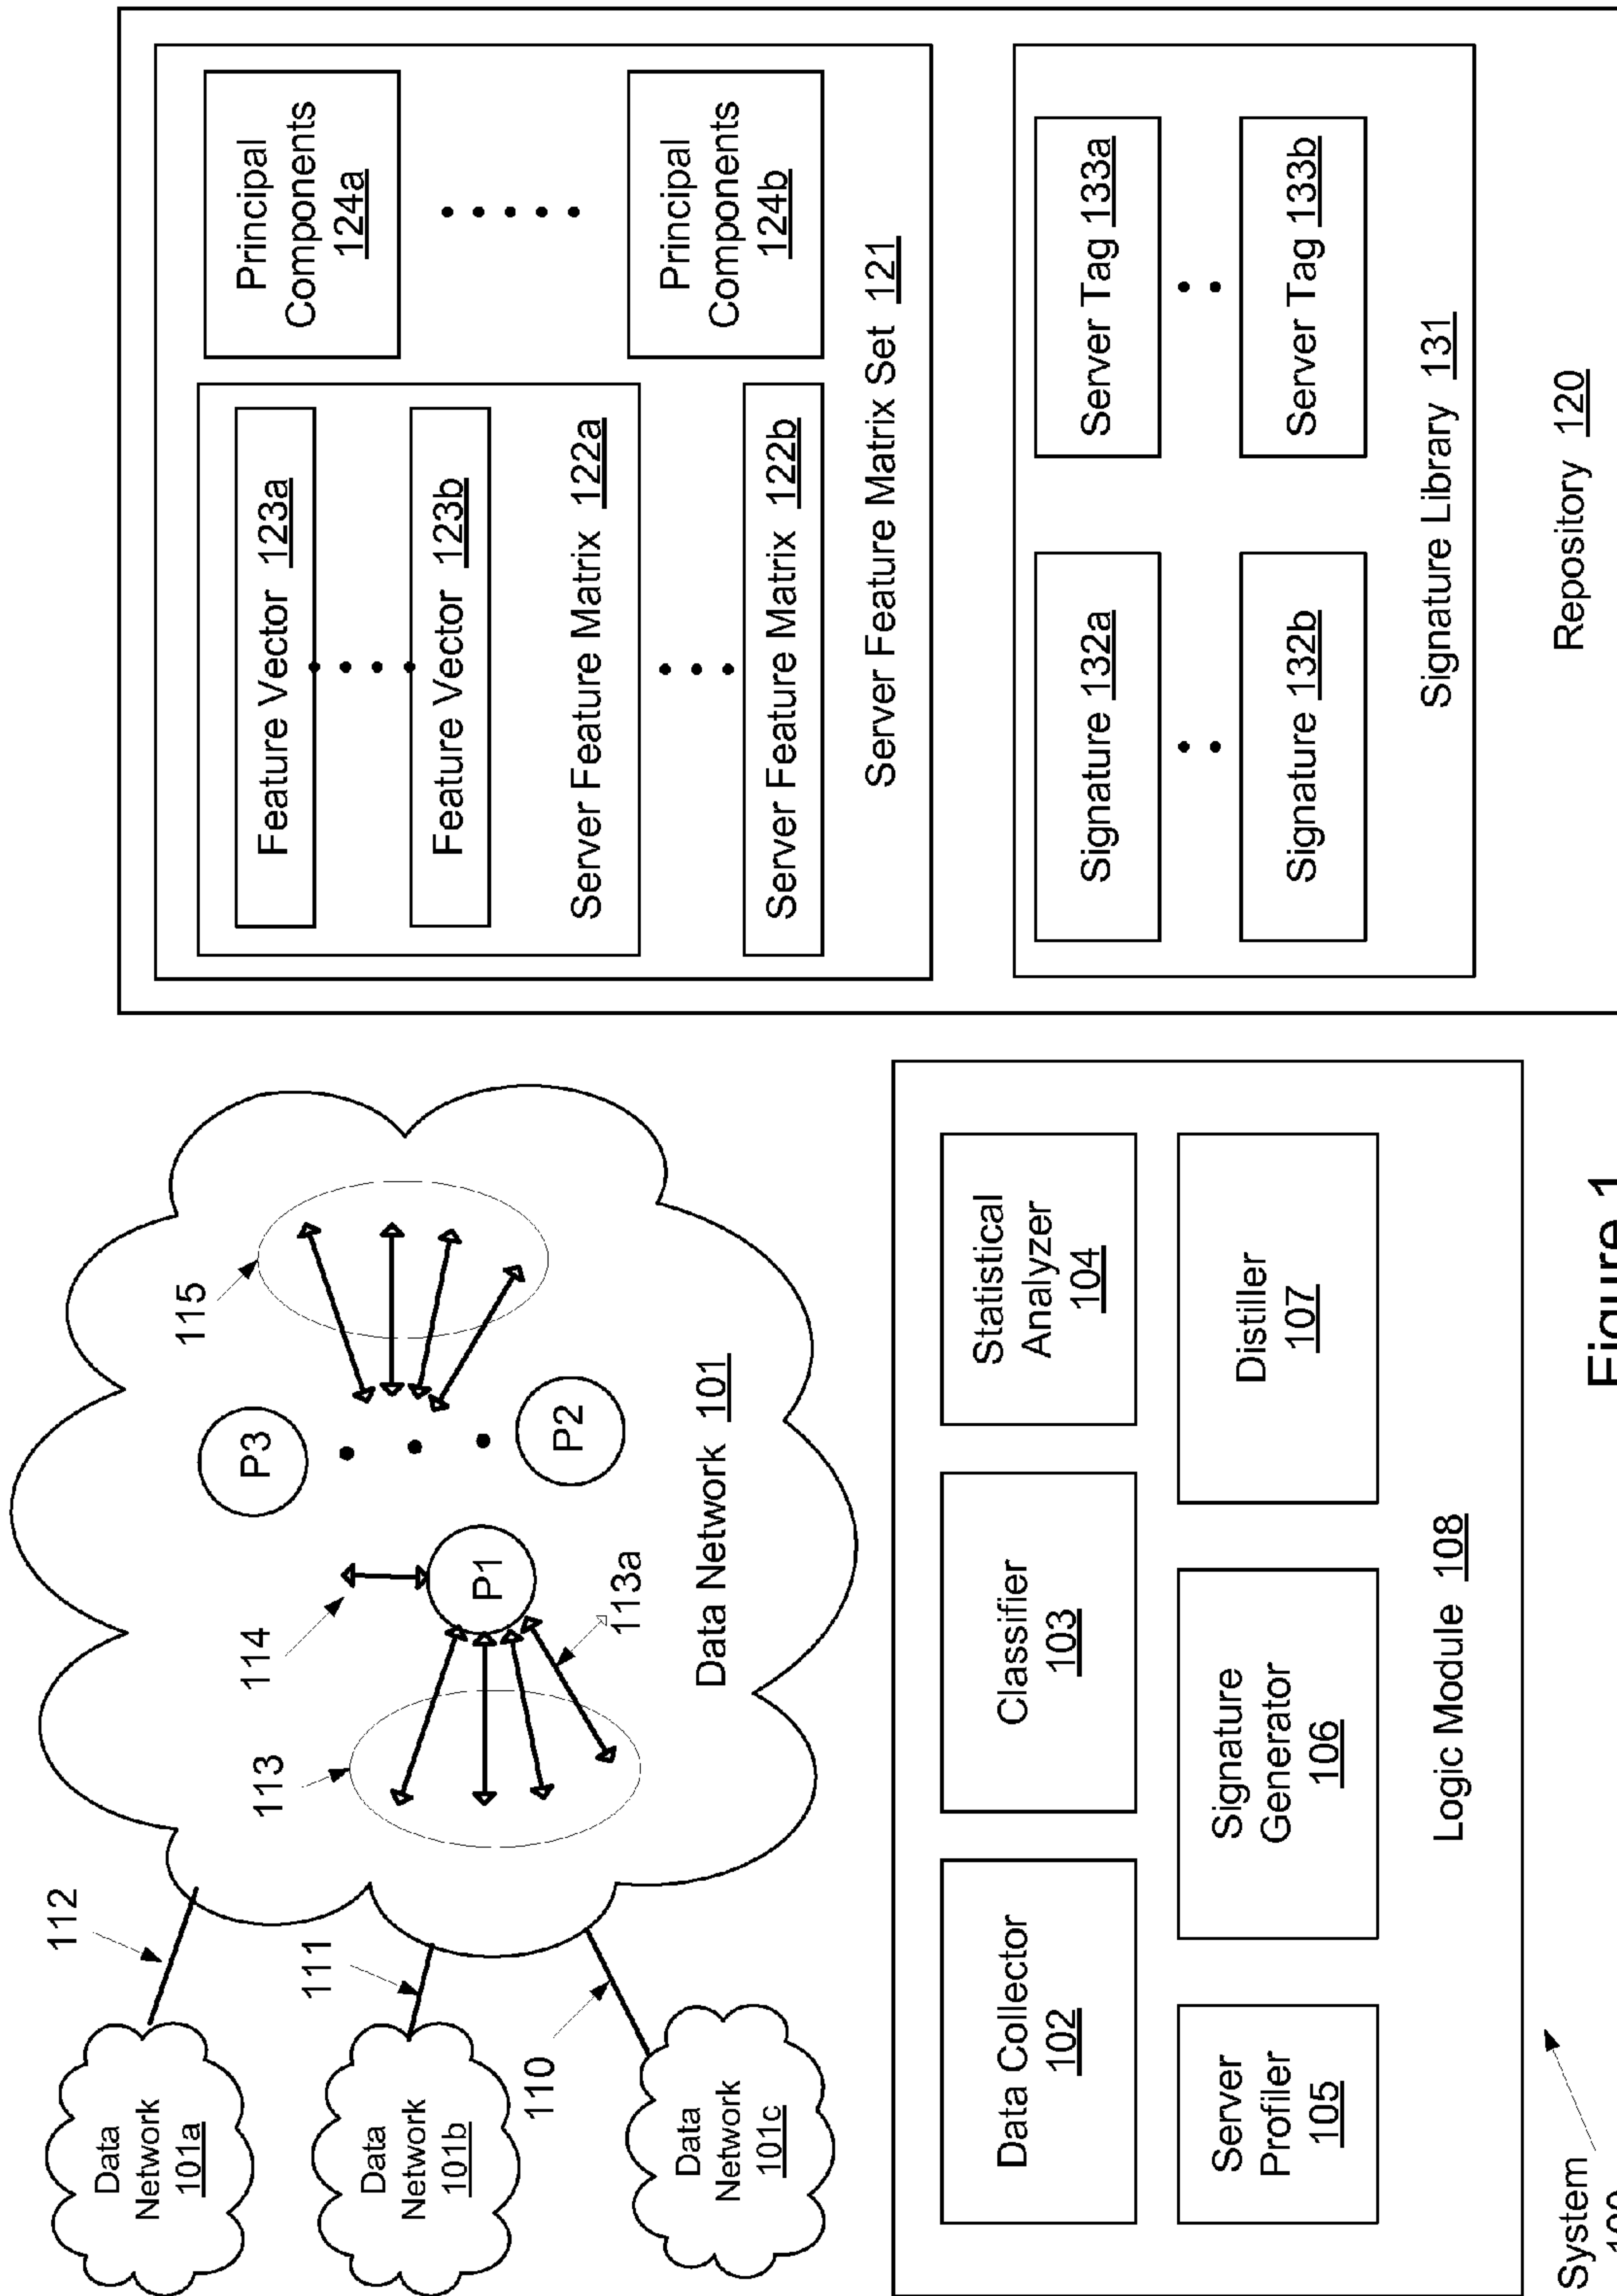 Data
Network
101a
112
Data
Network
101b
111
Data
Network
101c
110
113
114
115
P3
P1
P2
113a
Data Network 101
Data Collector
102
Classifier
103
Statistical
Analyzer
104
Server
Profiler
105
Signature
Generator
106
Distiller
107
Logic Module 108
Feature Vector 123a
Feature Vector 123b
Server Feature Matrix 122a
Server Feature Matrix 122b
Principal
Components
124a
Principal
Components
124b
Server Feature Matrix Set 121
Signature 132a
Server Tag 133a
Signature 132b
Server Tag 133b
Signature Library 131
Repository 120
System
Figure 1